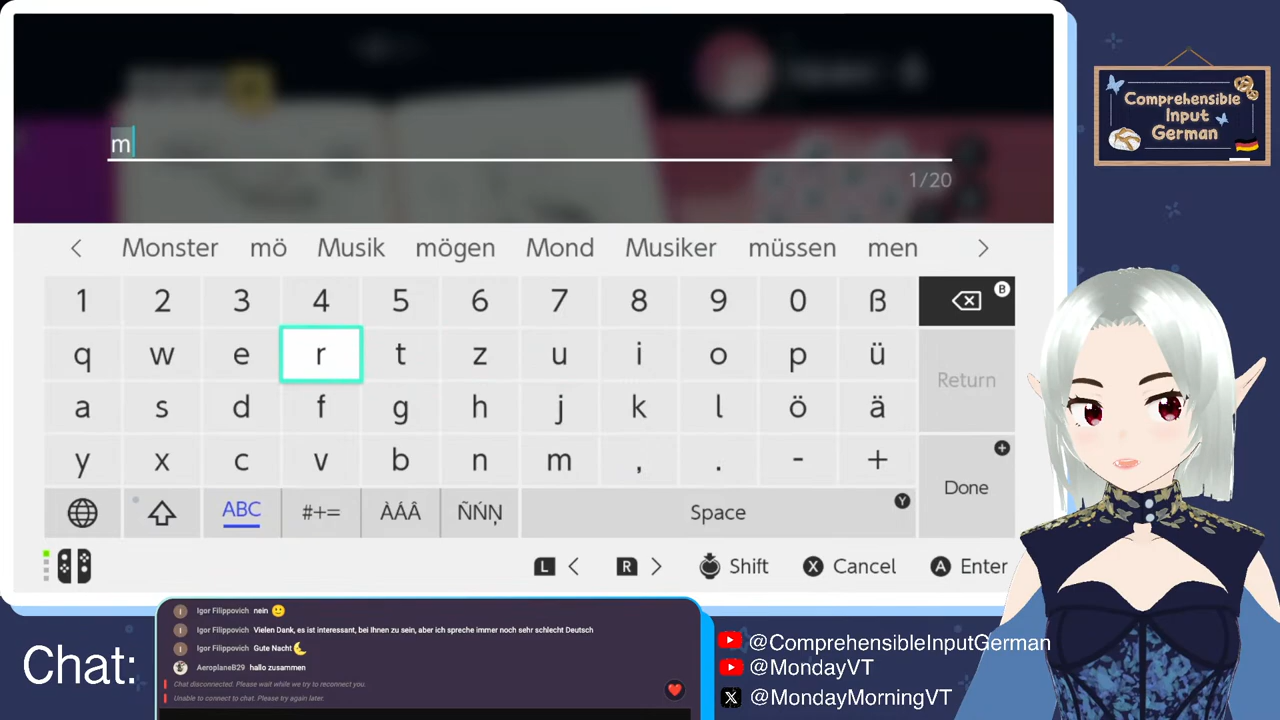 m
1/20
Monster mö Musik mögen Mond Musiker müssen men
1 2 3 4 5 6 7 8 9 0 ß B
q w e r t z u i o p ü Return
a s d f g h j k l ö ä
y x c v b n m , . - + Done
ABC #+= ÀÁÂ ÑŃŅ Space Y
L R Shift X Cancel A Enter
Comprehensible
Input
German
Chat:
Igor Filippovich nein 🙂
Igor Filippovich Vielen Dank, es ist interessant, bei Ihnen zu sein, aber ich spreche immer noch sehr schlecht Deutsch
Igor Filippovich Gute Nacht 🌜
AeroplaneB29 hallo zusammen
Chat disconnected. Please wait while we try to reconnect you.
Unable to connect to chat. Please try again later.
@ComprehensibleInputGerman
@MondayVT
@MondayMorningVT